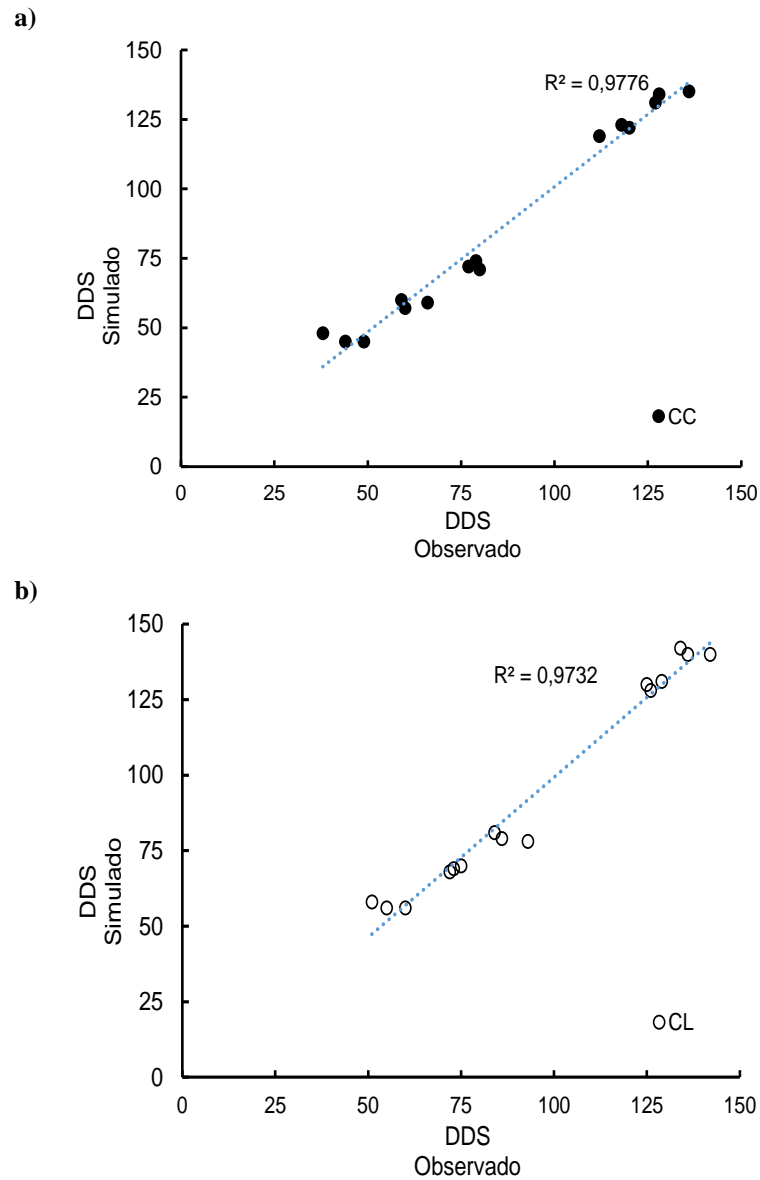 a)
150
125
100
75
50
25
0
DDS
Simulado
R² = 0,9776
CC
0 25 50 75 100 125 150
DDS
Observado
b)
150
125
100
75
50
25
0
DDS
Simulado
R² = 0,9732
CL
0 25 50 75 100 125 150
DDS
Observado